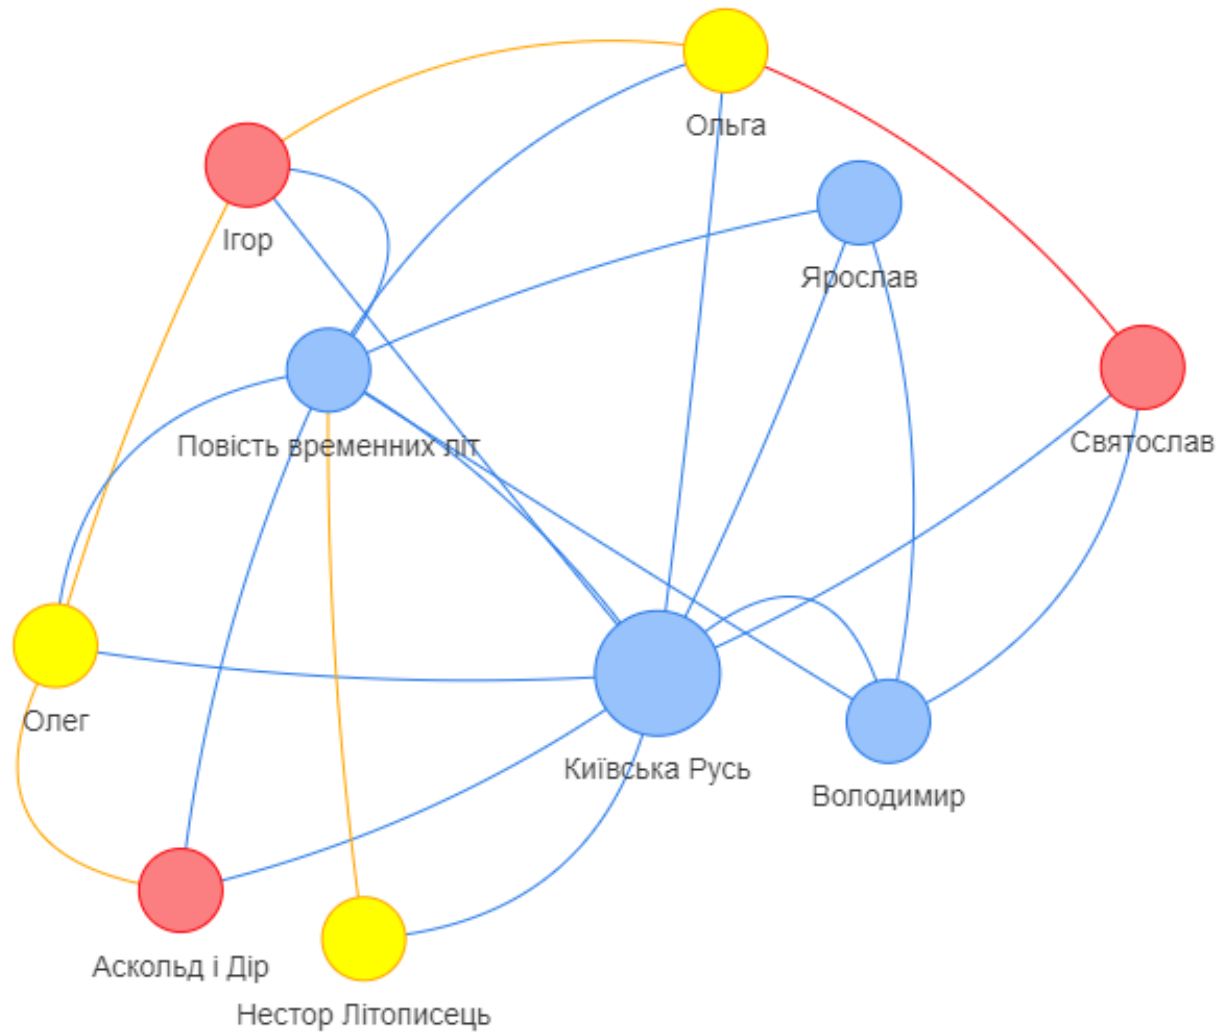 Ольга
Ігор
Ярослав
Святослав
Повість временних літ
Олег
Київська Русь
Володимир
Аскольд і Дір
Нестор Літописець